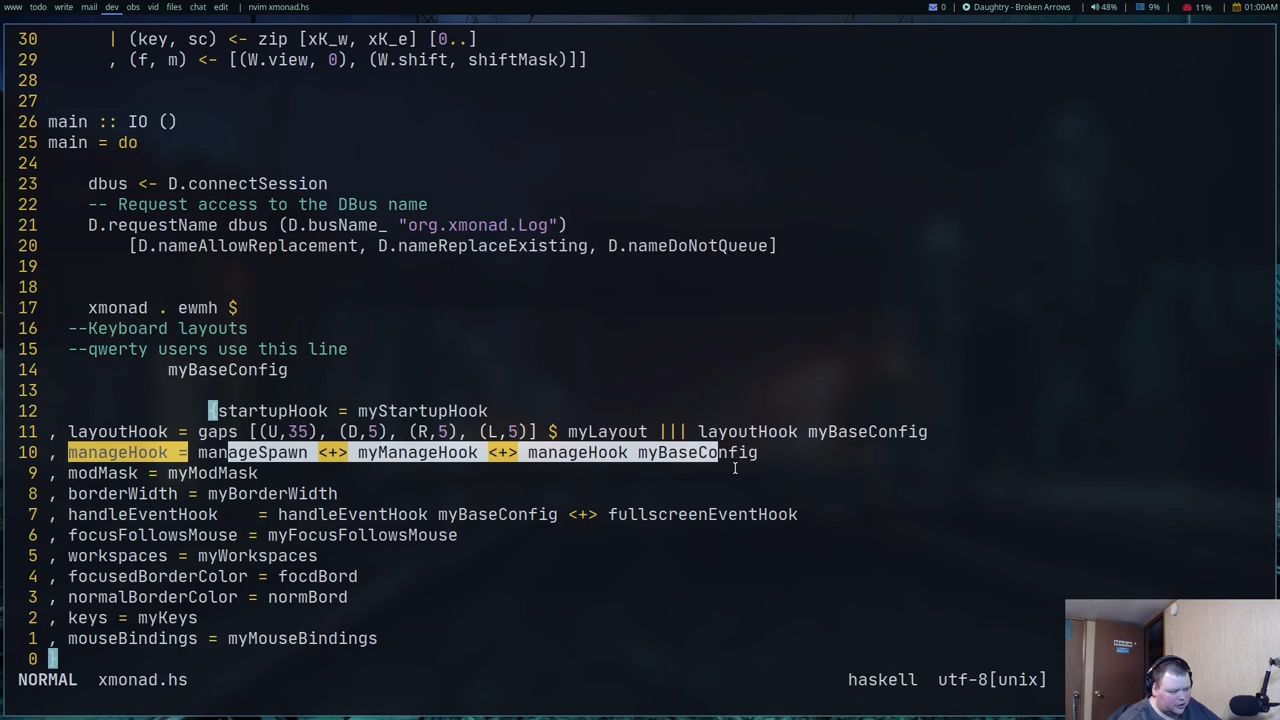 www todo write mail dev obs vid files chat edit | nvim xmonad.hs 0 Daughtry - Broken Arrows 48% 9% 11% 01:00AM
30 | (key, sc) <- zip [xK_w, xK_e] [0..]
29 , (f, m) <- [(W.view, 0), (W.shift, shiftMask)]]
28
27
26 main :: IO ()
25 main = do
24
23 dbus <- D.connectSession
22 -- Request access to the DBus name
21 D.requestName dbus (D.busName_ "org.xmonad.Log")
20 [D.nameAllowReplacement, D.nameReplaceExisting, D.nameDoNotQueue]
19
18
17 xmonad . ewmh $
16 --Keyboard layouts
15 --qwerty users use this line
14 myBaseConfig
13
12 {startupHook = myStartupHook
11 , layoutHook = gaps [(U,35), (D,5), (R,5), (L,5)] $ myLayout ||| layoutHook myBaseConfig
10 , manageHook = manageSpawn <+> myManageHook <+> manageHook myBaseConfig
9 , modMask = myModMask
8 , borderWidth = myBorderWidth
7 , handleEventHook = handleEventHook myBaseConfig <+> fullscreenEventHook
6 , focusFollowsMouse = myFocusFollowsMouse
5 , workspaces = myWorkspaces
4 , focusedBorderColor = focdBord
3 , normalBorderColor = normBord
2 , keys = myKeys
1 , mouseBindings = myMouseBindings
0 }
NORMAL xmonad.hs haskell utf-8[unix]